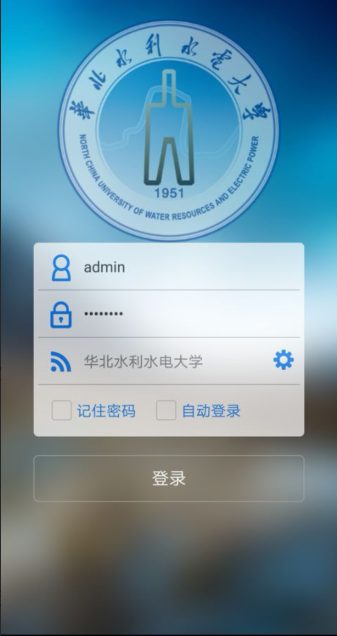 华北水利水电大学
NORTH CHINA UNIVERSITY OF WATER RESOURCES AND ELECTRIC POWER
1951
admin
••••••••
华北水利水电大学
记住密码 自动登录
登录